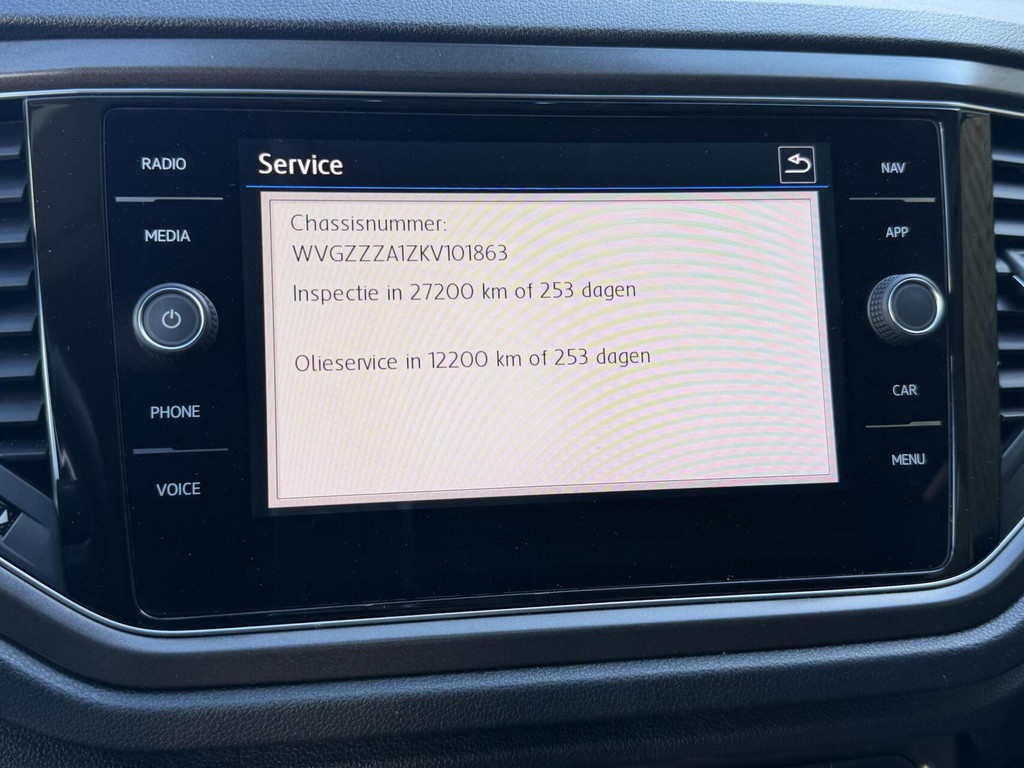 Service
RADIO
MEDIA
PHONE
VOICE
Chassisnummer:
WVGZZZA1ZKV101863
Inspectie in 27200 km of 253 dagen
Olieservice in 12200 km of 253 dagen
NAV
APP
CAR
MENU